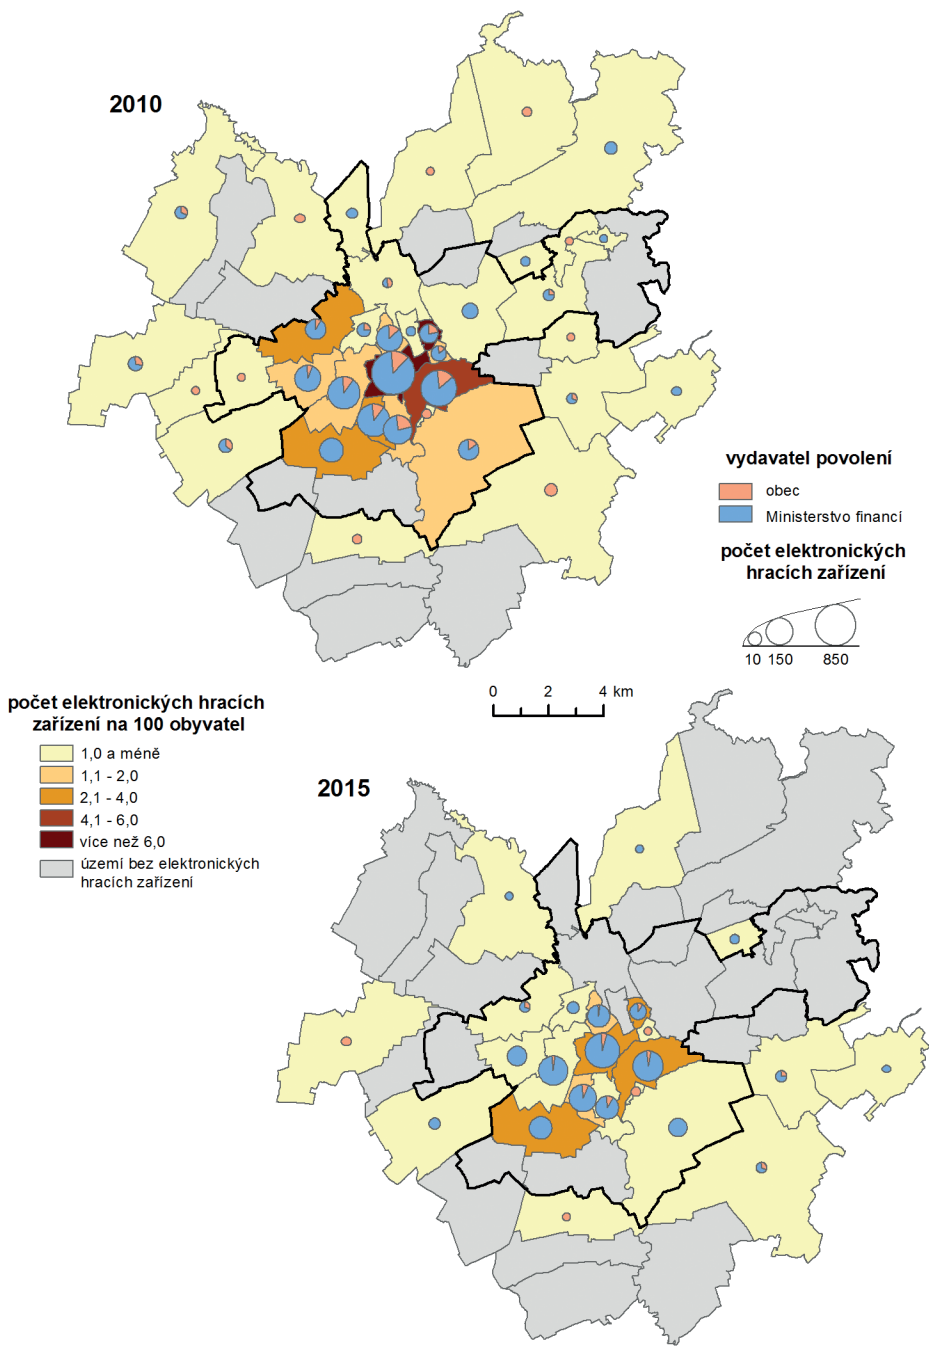 2010
vydavatel povolení
obec
Ministerstvo financí
počet elektronických
hracích zařízení
10 150 850
0 2 4 km
počet elektronických hracích
zařízení na 100 obyvatel
1,0 a méně
1,1 - 2,0
2,1 - 4,0
4,1 - 6,0
více než 6,0
území bez elektronických
hracích zařízení
2015